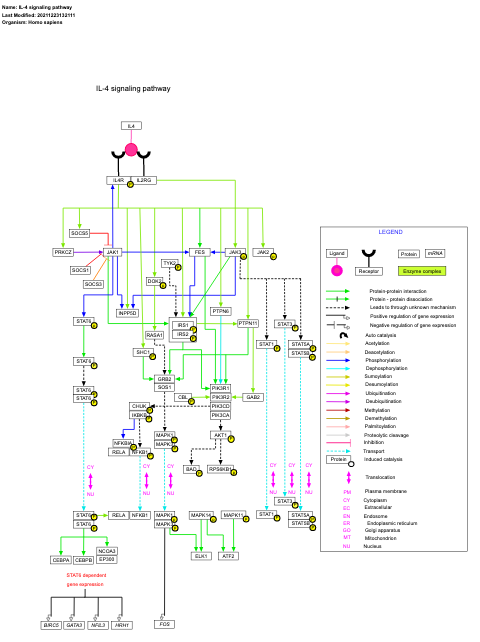 Name: IL-4 signaling pathway
Last Modified: 20211223132111
Organism: Homo sapiens
IL-4 signaling pathway
IL4
IL4R
IL2RG
P
SOCS5
PRKCZ
JAK1
FES
JAK3
JAK2
TYK2
SOCS1
SOCS3
DOK2
INPP5D
PTPN6
STAT6
IRS1
IRS2
PTPN11
STAT3
RASA1
STAT1
STAT5A
STAT5B
SHC1
STAT6
GRB2
SOS1
STAT6
STAT6
CBL
PIK3R1
PIK3R2
PIK3CD
PIK3CA
GAB2
CHUK
IKBKB
NFKBIA
RELA
NFKB1
MAPK1
MAPK3
AKT1
BAD
RPS6KB1
CY
NU
CY
NU
CY
NU
CY
NU
CY
NU
CY
NU
STAT3
STAT6
STAT6
RELA
NFKB1
MAPK1
MAPK3
MAPK14
MAPK11
STAT1
STAT5A
STAT5B
NCOA3
EP300
CEBPA
CEBPB
ELK1
ATF2
STAT6 dependent
gene expression
BIRC5
GATA3
NFIL3
HRH1
FOS
LEGEND
Ligand
Receptor
Protein
mRNA
Enzyme complex
Protein-protein interaction
Protein - protein dissociation
Leads to through unknown mechanism
Positive regulation of gene expression
Negative regulation of gene expression
Auto catalysis
Acetylation
Deacetylation
Phosphorylation
Dephosphorylation
Sumoylation
Desumoylation
Ubiquitination
Deubiquitination
Methylation
Demethylation
Palmitoylation
Proteolytic cleavage
Inhibition
Transport
Protein
Induced catalysis
Translocation
PM Plasma membrane
CY Cytoplasm
EC Extracellular
EN Endosome
ER Endoplasmic reticulum
GO Golgi apparatus
MT Mitochondrion
NU Nucleus